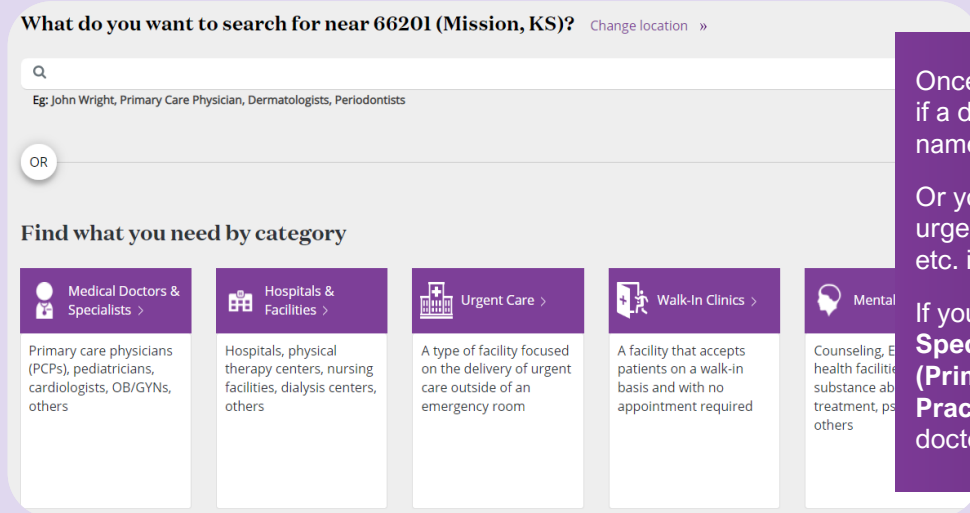 What do you want to search for near 66201 (Mission, KS)? Change location »
Eg: John Wright, Primary Care Physician, Dermatologists, Periodontists
OR
Find what you need by category
Medical Doctors &
Specialists >
Primary care physicians
(PCPs), pediatricians,
cardiologists, OB/GYNs,
others
Hospitals &
Facilities >
Hospitals, physical
therapy centers, nursing
facilities, dialysis centers,
others
Urgent Care >
A type of facility focused
on the delivery of urgent
care outside of an
emergency room
Walk-In Clinics >
A facility that accepts
patients on a walk-in
basis and with no
appointment required
Mental
Counseling, E
health facilitie
substance ab
treatment, ps
others
Once
if a d
name
Or yo
urge
etc. i
If you
Spec
(Prin
Prac
docto